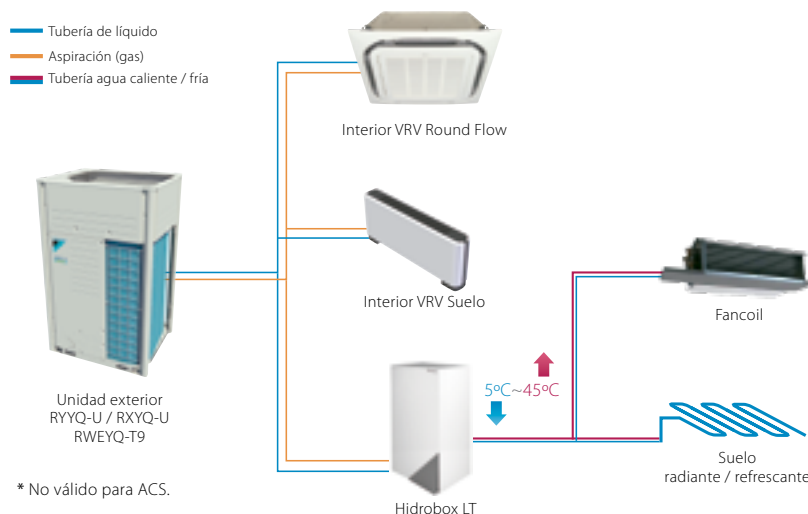 Tubería de líquido
Aspiración (gas)
Tubería agua caliente / fría
Interior VRV Round Flow
Interior VRV Suelo
Fancoil
5ºC~45ºC
Unidad exterior
RYYQ-U / RXYQ-U
RWEYQ-T9
Suelo
radiante / refrescante
* No válido para ACS.
Hidrobox LT